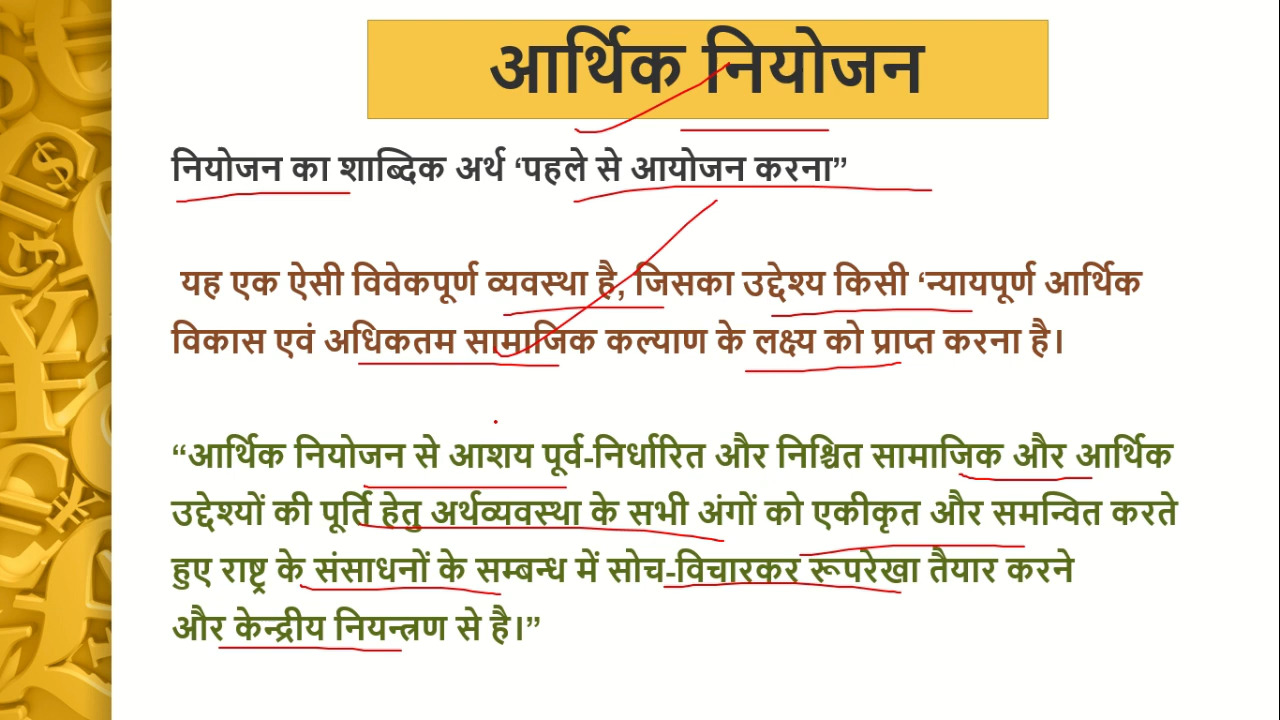 आर्थिक नियोजन
नियोजन का शाब्दिक अर्थ ‘पहले से आयोजन करना”
यह एक ऐसी विवेकपूर्ण व्यवस्था है, जिसका उद्देश्य किसी ‘न्यायपूर्ण आर्थिक
विकास एवं अधिकतम सामाजिक कल्याण के लक्ष्य को प्राप्त करना है।
“आर्थिक नियोजन से आशय पूर्व-निर्धारित और निश्चित सामाजिक और आर्थिक
उद्देश्यों की पूर्ति हेतु अर्थव्यवस्था के सभी अंगों को एकीकृत और समन्वित करते
हुए राष्ट्र के संसाधनों के सम्बन्ध में सोच-विचारकर रूपरेखा तैयार करने
और केन्द्रीय नियन्त्रण से है।”